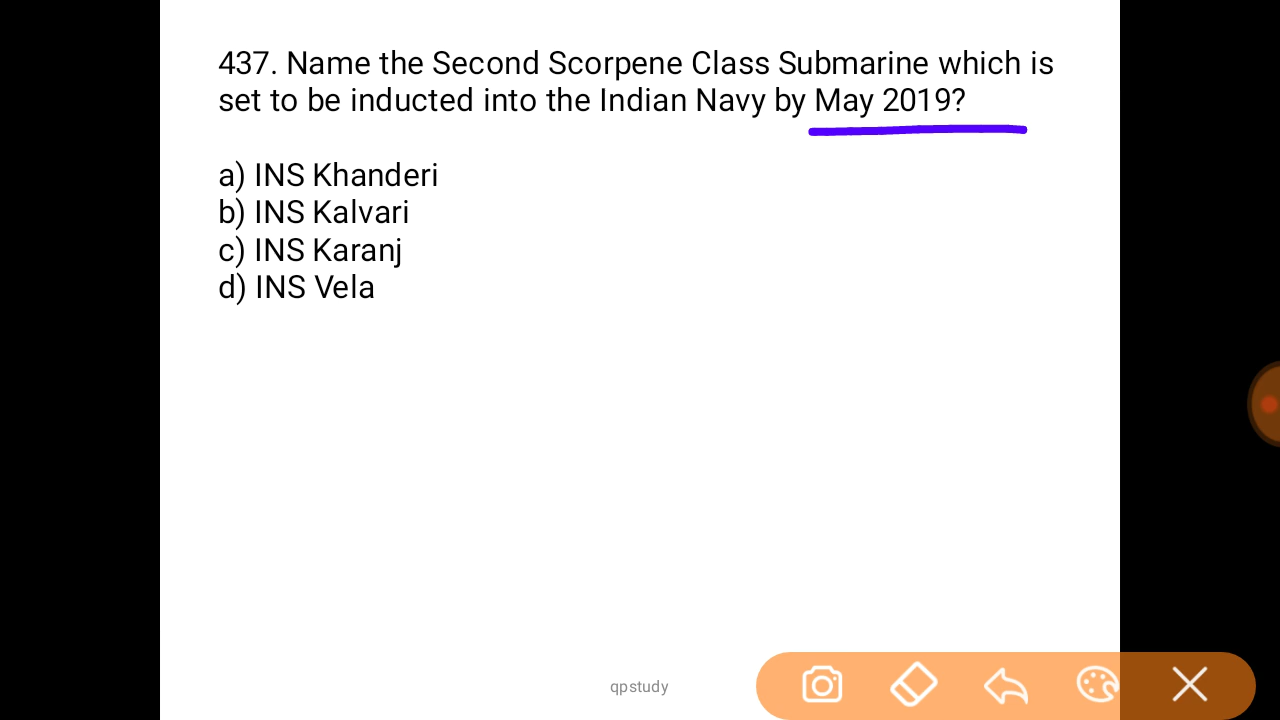 437. Name the Second Scorpene Class Submarine which is
set to be inducted into the Indian Navy by May 2019?
a) INS Khanderi
b) INS Kalvari
c) INS Karanj
d) INS Vela
qpstudy